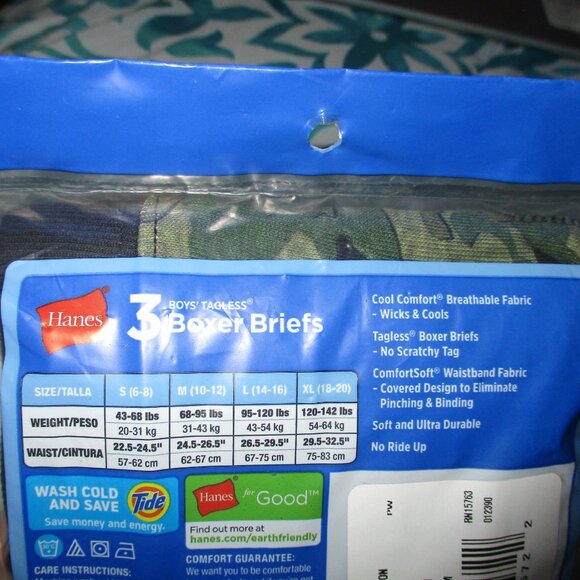 Hanes
3 BOYS' TAGLESS®
Boxer Briefs
SIZE/TALLA S (6-8) M (10-12) L (14-16) XL (18-20)
WEIGHT/PESO 43-68 lbs 68-95 lbs 95-120 lbs 120-142 lbs
20-31 kg 31-43 kg 43-54 kg 54-64 kg
WAIST/CINTURA 22.5-24.5" 24.5-26.5" 26.5-29.5" 29.5-32.5"
57-62 cm 62-67 cm 67-75 cm 75-83 cm
Cool Comfort® Breathable Fabric
- Wicks & Cools
Tagless® Boxer Briefs
- No Scratchy Tag
ComfortSoft® Waistband Fabric
- Covered Design to Eliminate
Pinching & Binding
Soft and Ultra Durable
No Ride Up
WASH COLD
AND SAVE
Tide
Save money and energy.
Hanes for Good™
Find out more at
hanes.com/earthfriendly
CARE INSTRUCTIONS:
COMFORT GUARANTEE:
We want you to be comfortable
PW
RN15763
012390